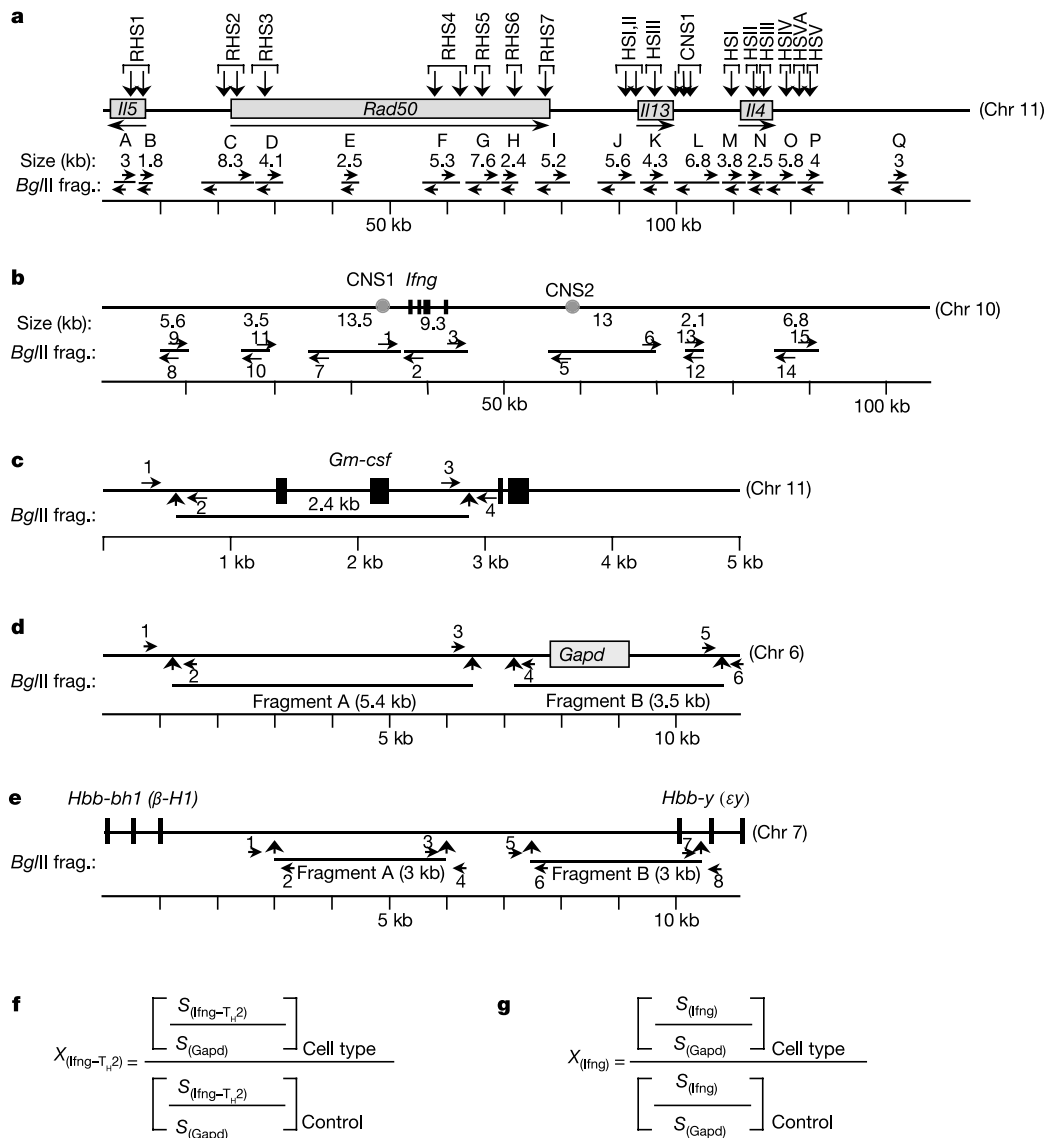 a
RHS1 RHS2 RHS3 RHS4 RHS5 RHS6 RHS7 HSI,II HSIII CNS1 HSI HSII HSIII HSIV HSVA HSV
Il5 Rad50 Il13 Il4 (Chr 11)
A B C D E F G H I J K L M N O P Q
Size (kb): 3 1.8 8.3 4.1 2.5 5.3 7.6 2.4 5.2 5.6 4.3 6.8 3.8 2.5 5.8 4 3
BglII frag.:
50 kb 100 kb
b
CNS1 Ifng CNS2 (Chr 10)
Size (kb): 5.6 3.5 13.5 9.3 13 2.1 6.8
BglII frag.: 9 11 1 3 6 13 15
8 10 7 2 5 12 14
50 kb 100 kb
c
1 Gm-csf 3 (Chr 11)
2 2.4 kb 4
BglII frag.:
1 kb 2 kb 3 kb 4 kb 5 kb
d
1 3 5 (Chr 6)
Gapd
2 4 6
BglII frag.:
Fragment A (5.4 kb) Fragment B (3.5 kb)
5 kb 10 kb
e
Hbb-bh1 (β-H1) Hbb-y (εy)
(Chr 7)
1 3 5 7
BglII frag.:
2 Fragment A (3 kb) 4 6 Fragment B (3 kb) 8
5 kb 10 kb
f
X(Ifng–TH2) = [ S(Ifng–TH2) / S(Gapd) ] Cell type
[ S(Ifng–TH2) / S(Gapd) ] Control
g
X(Ifng) = [ S(Ifng) / S(Gapd) ] Cell type
[ S(Ifng) / S(Gapd) ] Control